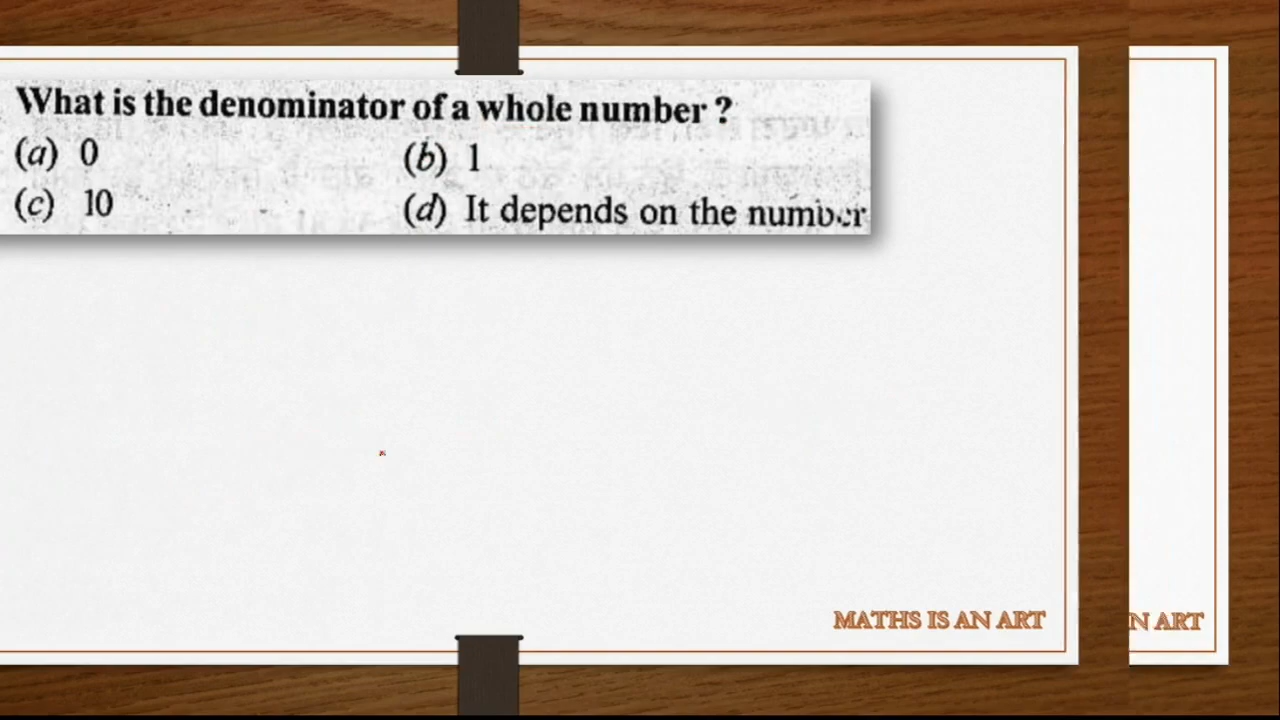 What is the denominator of a whole number ?
(a) 0 (b) 1
(c) 10 (d) It depends on the number
MATHS IS AN ART
N ART